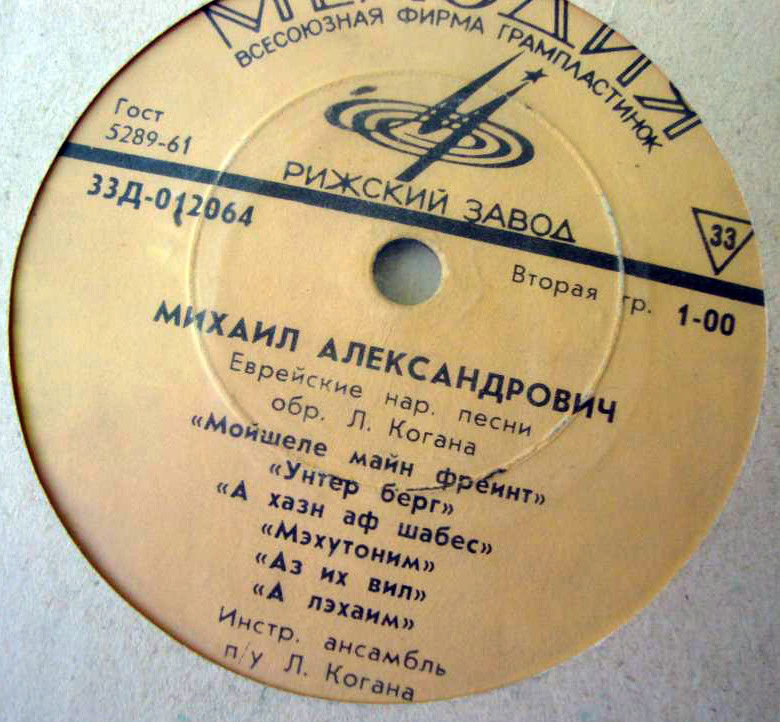 МЕЛОДИЯ
ВСЕСОЮЗНАЯ ФИРМА ГРАМПЛАСТИНОК
Гост
5289-61
РИЖСКИЙ ЗАВОД
33Д-012064
33
Вторая гр. 1-00
МИХАИЛ АЛЕКСАНДРОВИЧ
Еврейские нар. песни
обр. Л. Когана
«Мойшеле майн фреинт»
«Унтер берг»
«А хазн аф шабес»
«Мэхутоним»
«Аз их вил»
«А лэхаим»
Инстр. ансамбль
п/у Л. Когана